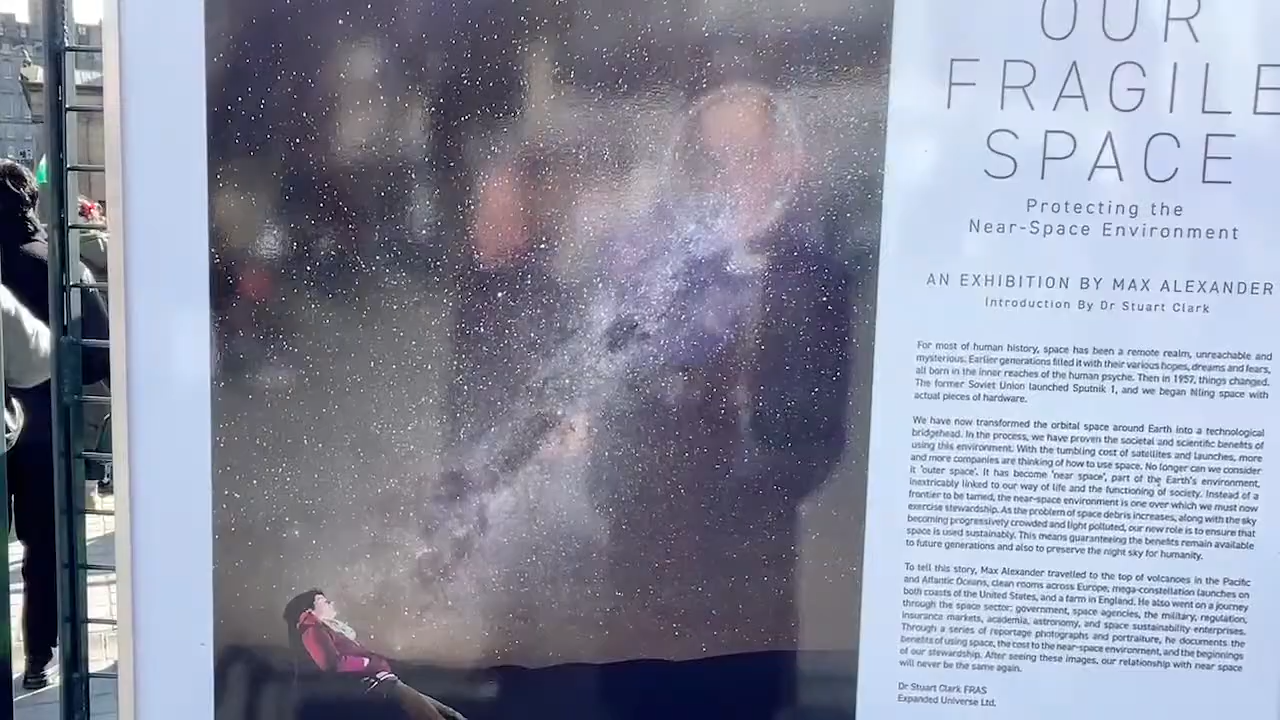 OUR
FRAGILE
SPACE
Protecting the
Near-Space Environment
AN EXHIBITION BY MAX ALEXANDER
Introduction By Dr Stuart Clark
For most of human history, space has been a remote realm, unreachable and
mysterious. Earlier generations filled it with their various hopes, dreams and fears,
all born in the inner reaches of the human psyche. Then in 1957, things changed.
The former Soviet Union launched Sputnik 1, and we began filling space with
actual pieces of hardware.
We have now transformed the orbital space around Earth into a technological
bridgehead. In the process, we have proven the societal and scientific benefits of
using this environment. With the tumbling cost of satellites and launches, more
and more companies are thinking of how to use space. No longer can we consider
it 'outer space'. It has become 'near space', part of the Earth's environment,
inextricably linked to our way of life and the functioning of society. Instead of a
frontier to be tamed, the near-space environment is one over which we must now
exercise stewardship. As the problem of space debris increases, along with the sky
becoming progressively crowded and light polluted, our new role is to ensure that
space is used sustainably. This means guaranteeing the benefits remain available
to future generations and also to preserve the night sky for humanity.
To tell this story, Max Alexander travelled to the top of volcanoes in the Pacific
and Atlantic Oceans, clean rooms across Europe, mega-constellation launches on
both coasts of the United States, and a farm in England. He also went on a journey
through the space sector; government, space agencies, the military, regulation,
insurance markets, academia, astronomy, and space sustainability enterprises.
Through a series of reportage photographs and portraiture, he documents the
benefits of using space, the cost to the near-space environment, and the beginnings
of our stewardship. After seeing these images, our relationship with near space
will never be the same again.
Dr Stuart Clark FRAS
Expanded Universe Ltd.